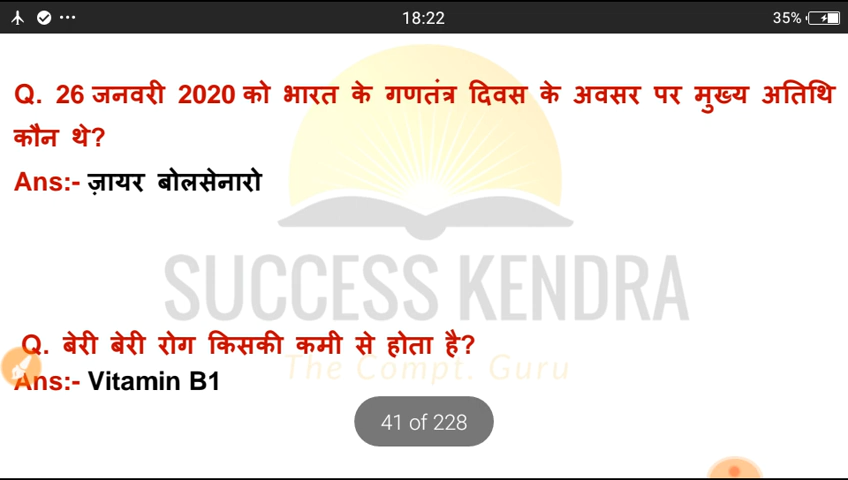 18:22
35%
Q. 26 जनवरी 2020 को भारत के गणतंत्र दिवस के अवसर पर मुख्य अतिथि
कौन थे?
Ans:- ज़ायर बोलसेनारो
SUCCESS KENDRA
Q. बेरी बेरी रोग किसकी कमी से होता है?
The Compt. Guru
Ans:- Vitamin B1
41 of 228